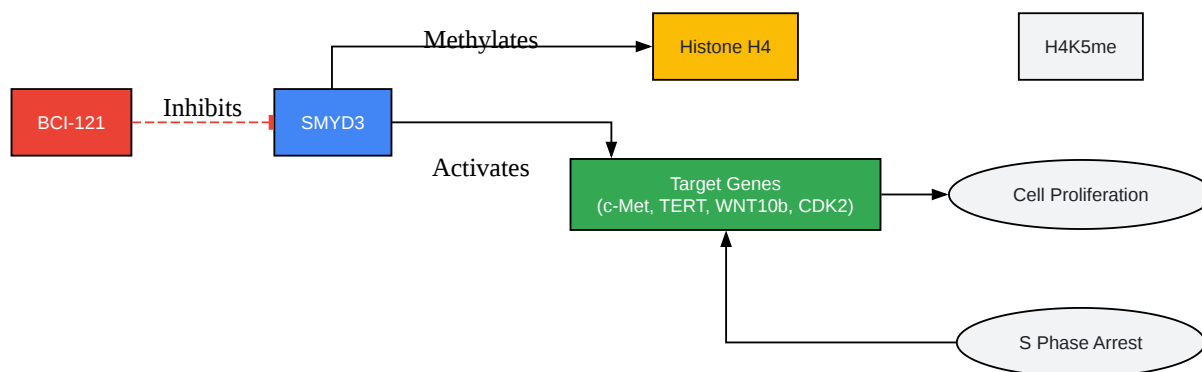 Methylates
Histone H4
H4K5me
BCI-121
Inhibits
SMYD3
Activates
Target Genes
(c-Met, TERT, WNT10b, CDK2)
Cell Proliferation
S Phase Arrest